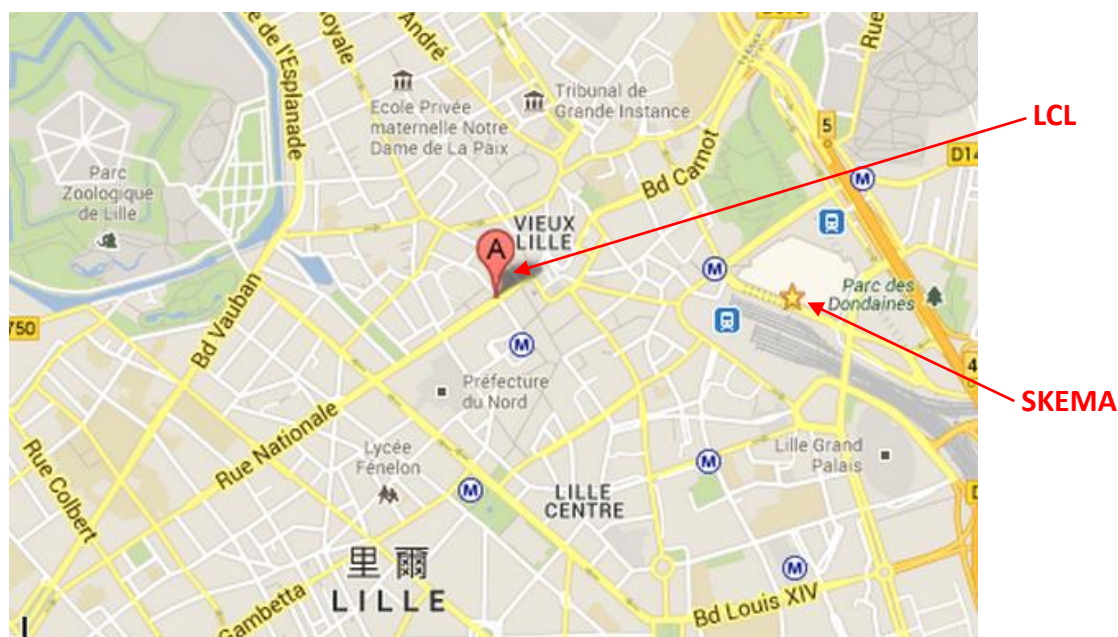 e de l'Esplanade
Royale
André
Rue
Ecole Privée
maternelle Notre
Dame de La Paix
Tribunal de
Grande Instance
5
LCL
Bd Carnot
M
D14
Parc
Zoologique
de Lille
VIEUX
LILLE
A
M
Parc des
Dondaines
750
Bd Vauban
M
4
Préfecture
du Nord
SKEMA
Rue Nationale
Rue Colbert
Lycée
Fénelon
M
M
Lille Grand
Palais
LILLE
CENTRE
D
里爾
LILLE
M
Gambetta
Bd Louis XIV